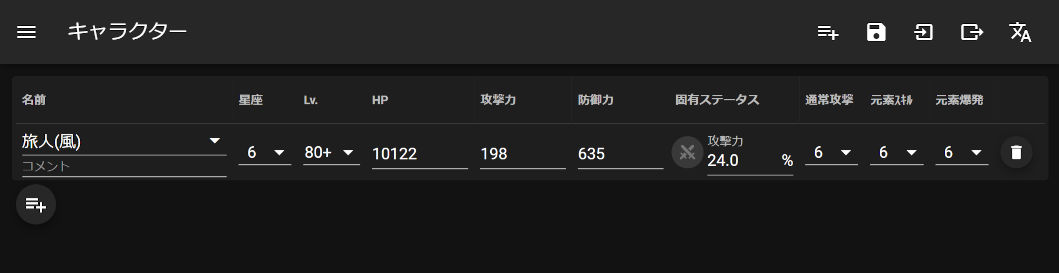 キャラクター
名前 星座 Lv. HP 攻撃力 防御力 固有ステータス 通常攻撃 元素ｽｷﾙ 元素爆発
旅人(風) 6 80+ 10122 198 635 攻撃力 24.0 % 6 6 6
コメント